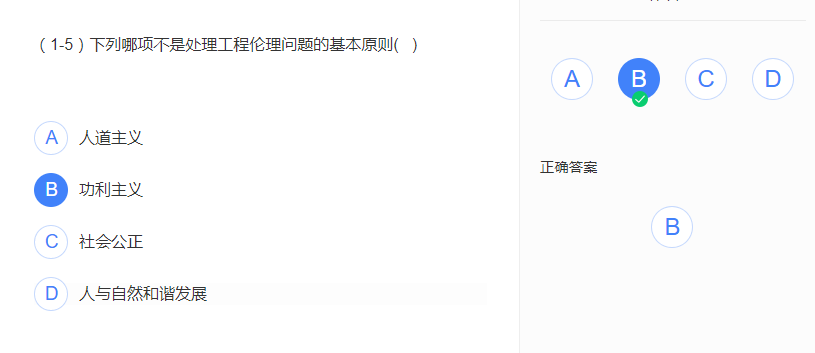 （1-5）下列哪项不是处理工程伦理问题的基本原则( )
A 人道主义
B 功利主义
C 社会公正
D 人与自然和谐发展
A B C D
正确答案
B